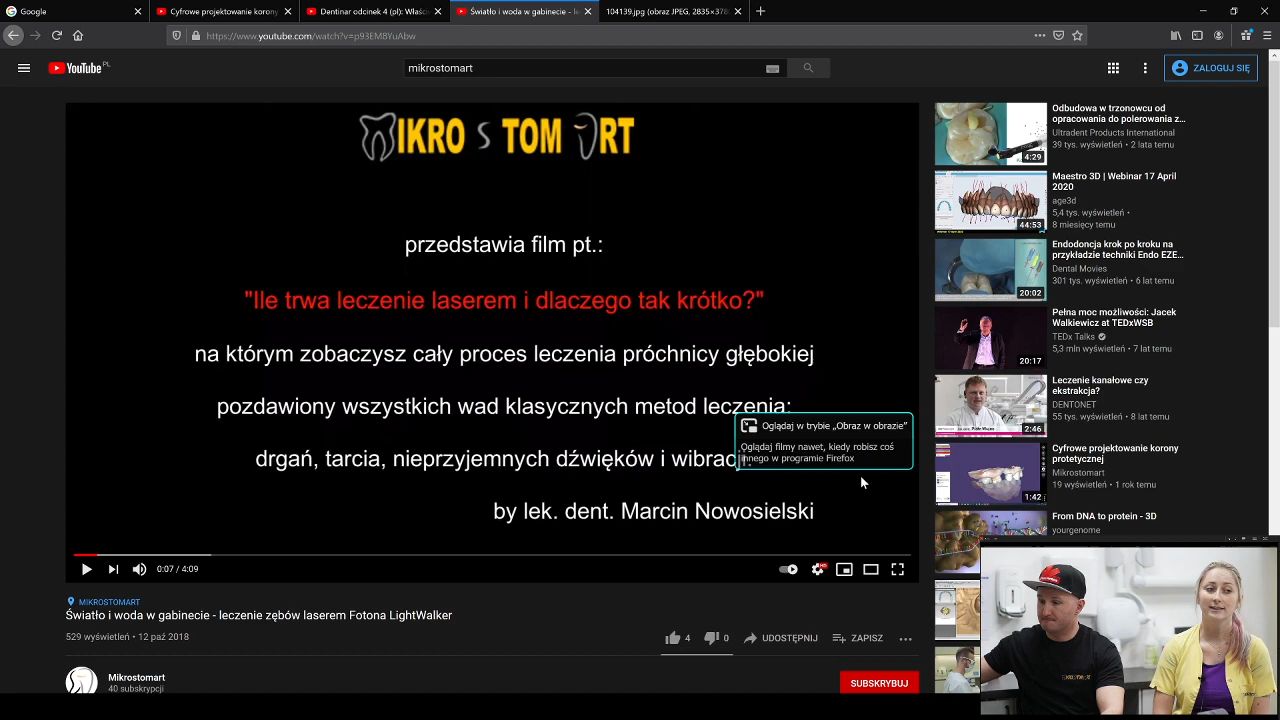 Google
Cyfrowe projektowanie korony
Dentinar odcinek 4 (pl): Właśc
Światło i woda w gabinecie - le
104139.jpg (obraz JPEG, 2835×378
https://www.youtube.com/watch?v=p93EM8YuAbw
YouTube PL
mikrostomart
ZALOGUJ SIĘ
MIKRO S TOM ART
przedstawia film pt.:
"Ile trwa leczenie laserem i dlaczego tak krótko?"
na którym zobaczysz cały proces leczenia próchnicy głębokiej
pozdawiony wszystkich wad klasycznych metod leczenia:
drgań, tarcia, nieprzyjemnych dźwięków i wibracji.
by lek. dent. Marcin Nowosielski
Oglądaj w trybie „Obraz w obrazie”
Oglądaj filmy nawet, kiedy robisz coś
innego w programie Firefox
0:07 / 4:09
HD
MIKROSTOMART
Światło i woda w gabinecie - leczenie zębów laserem Fotona LightWalker
529 wyświetleń • 12 paź 2018
4
0
UDOSTĘPNIJ
ZAPISZ
Mikrostomart
40 subskrypcji
SUBSKRYBUJ
4:29
Odbudowa w trzonowcu od
opracowania do polerowania z...
Ultradent Products International
39 tys. wyświetleń • 2 lata temu
44:53
Maestro 3D | Webinar 17 April
2020
age3d
5,4 tys. wyświetleń •
8 miesięcy temu
20:02
Endodoncja krok po kroku na
przykładzie techniki Endo EZE...
Dental Movies
301 tys. wyświetleń • 6 lat temu
20:17
Pełna moc możliwości: Jacek
Walkiewicz at TEDxWSB
TEDx Talks
5,3 mln wyświetleń • 7 lat temu
2:46
Leczenie kanałowe czy
ekstrakcja?
DENTONET
55 tys. wyświetleń • 8 lat temu
1:42
Cyfrowe projektowanie korony
protetycznej
Mikrostomart
19 wyświetleń • 1 rok temu
From DNA to protein - 3D
yourgenome
MIKROSTOMART